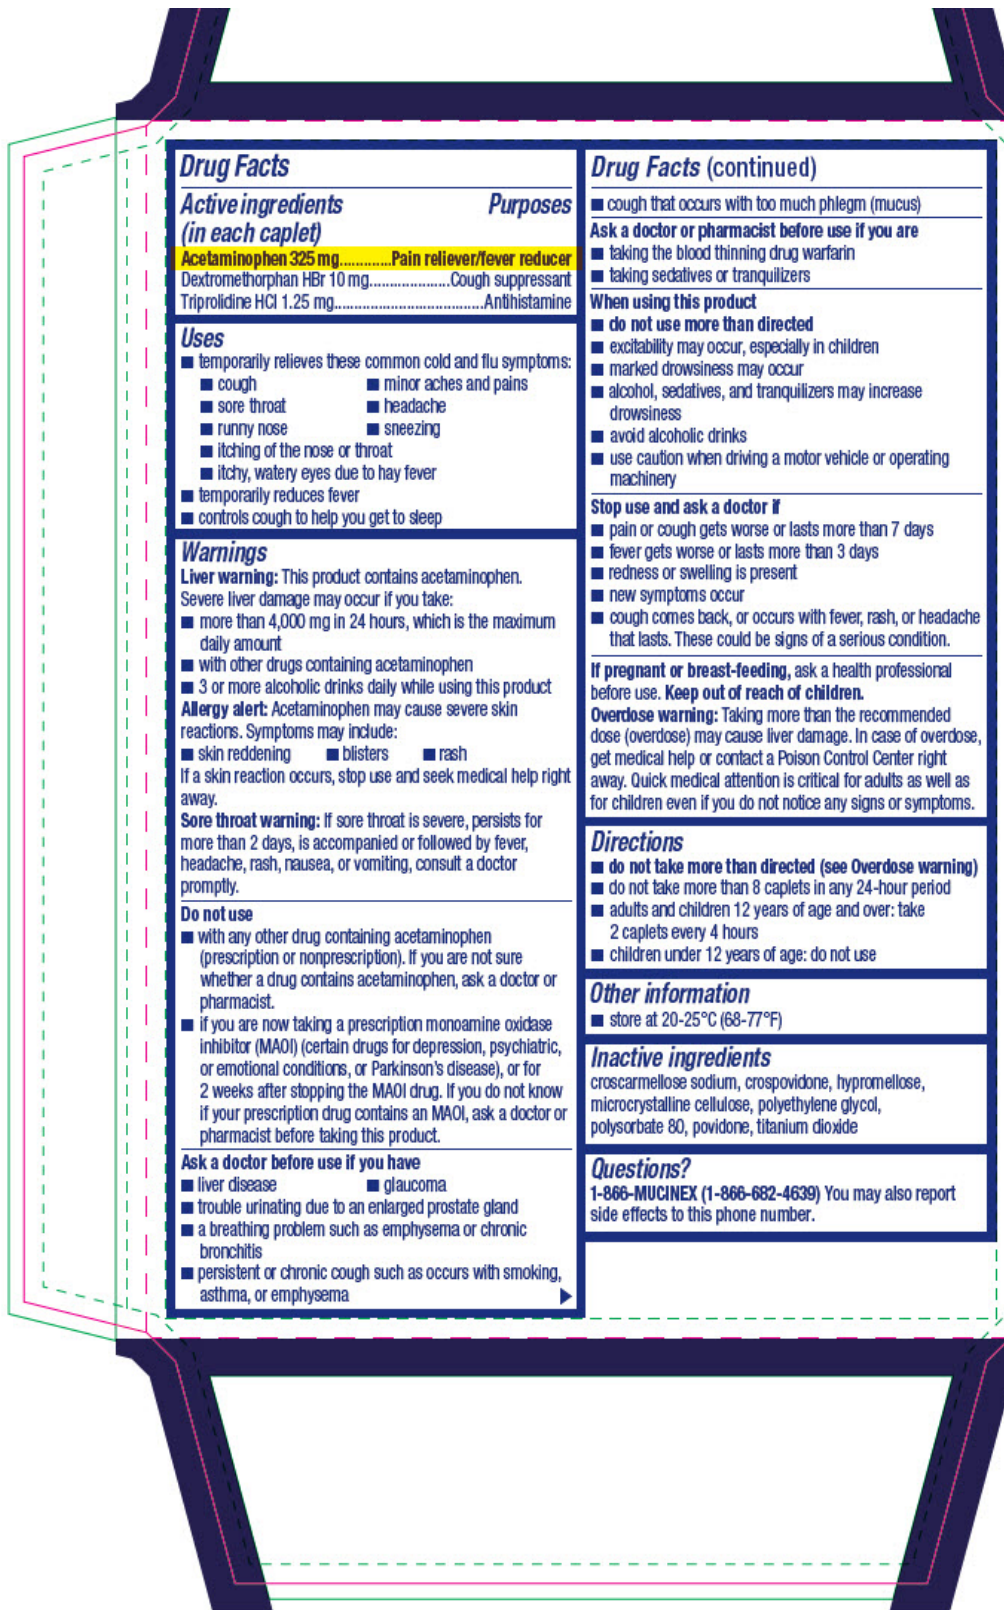 Drug Facts
Active ingredients Purposes
(in each caplet)
Acetaminophen 325 mg.............Pain reliever/fever reducer
Dextromethorphan HBr 10 mg....................Cough suppressant
Triprolidine HCl 1.25 mg.....................................Antihistamine
Uses
■ temporarily relieves these common cold and flu symptoms:
■ cough ■ minor aches and pains
■ sore throat ■ headache
■ runny nose ■ sneezing
■ itching of the nose or throat
■ itchy, watery eyes due to hay fever
■ temporarily reduces fever
■ controls cough to help you get to sleep
Warnings
Liver warning: This product contains acetaminophen.
Severe liver damage may occur if you take:
■ more than 4,000 mg in 24 hours, which is the maximum
daily amount
■ with other drugs containing acetaminophen
■ 3 or more alcoholic drinks daily while using this product
Allergy alert: Acetaminophen may cause severe skin
reactions. Symptoms may include:
■ skin reddening ■ blisters ■ rash
If a skin reaction occurs, stop use and seek medical help right
away.
Sore throat warning: If sore throat is severe, persists for
more than 2 days, is accompanied or followed by fever,
headache, rash, nausea, or vomiting, consult a doctor
promptly.
Do not use
■ with any other drug containing acetaminophen
(prescription or nonprescription). If you are not sure
whether a drug contains acetaminophen, ask a doctor or
pharmacist.
■ if you are now taking a prescription monoamine oxidase
inhibitor (MAOI) (certain drugs for depression, psychiatric,
or emotional conditions, or Parkinson's disease), or for
2 weeks after stopping the MAOI drug. If you do not know
if your prescription drug contains an MAOI, ask a doctor or
pharmacist before taking this product.
Ask a doctor before use if you have
■ liver disease ■ glaucoma
■ trouble urinating due to an enlarged prostate gland
■ a breathing problem such as emphysema or chronic
bronchitis
■ persistent or chronic cough such as occurs with smoking,
asthma, or emphysema
Drug Facts (continued)
■ cough that occurs with too much phlegm (mucus)
Ask a doctor or pharmacist before use if you are
■ taking the blood thinning drug warfarin
■ taking sedatives or tranquilizers
When using this product
■ do not use more than directed
■ excitability may occur, especially in children
■ marked drowsiness may occur
■ alcohol, sedatives, and tranquilizers may increase
drowsiness
■ avoid alcoholic drinks
■ use caution when driving a motor vehicle or operating
machinery
Stop use and ask a doctor if
■ pain or cough gets worse or lasts more than 7 days
■ fever gets worse or lasts more than 3 days
■ redness or swelling is present
■ new symptoms occur
■ cough comes back, or occurs with fever, rash, or headache
that lasts. These could be signs of a serious condition.
If pregnant or breast-feeding, ask a health professional
before use. Keep out of reach of children.
Overdose warning: Taking more than the recommended
dose (overdose) may cause liver damage. In case of overdose,
get medical help or contact a Poison Control Center right
away. Quick medical attention is critical for adults as well as
for children even if you do not notice any signs or symptoms.
Directions
■ do not take more than directed (see Overdose warning)
■ do not take more than 8 caplets in any 24-hour period
■ adults and children 12 years of age and over: take
2 caplets every 4 hours
■ children under 12 years of age: do not use
Other information
■ store at 20-25°C (68-77°F)
Inactive ingredients
croscarmellose sodium, crospovidone, hypromellose,
microcrystalline cellulose, polyethylene glycol,
polysorbate 80, povidone, titanium dioxide
Questions?
1-866-MUCINEX (1-866-682-4639) You may also report
side effects to this phone number.